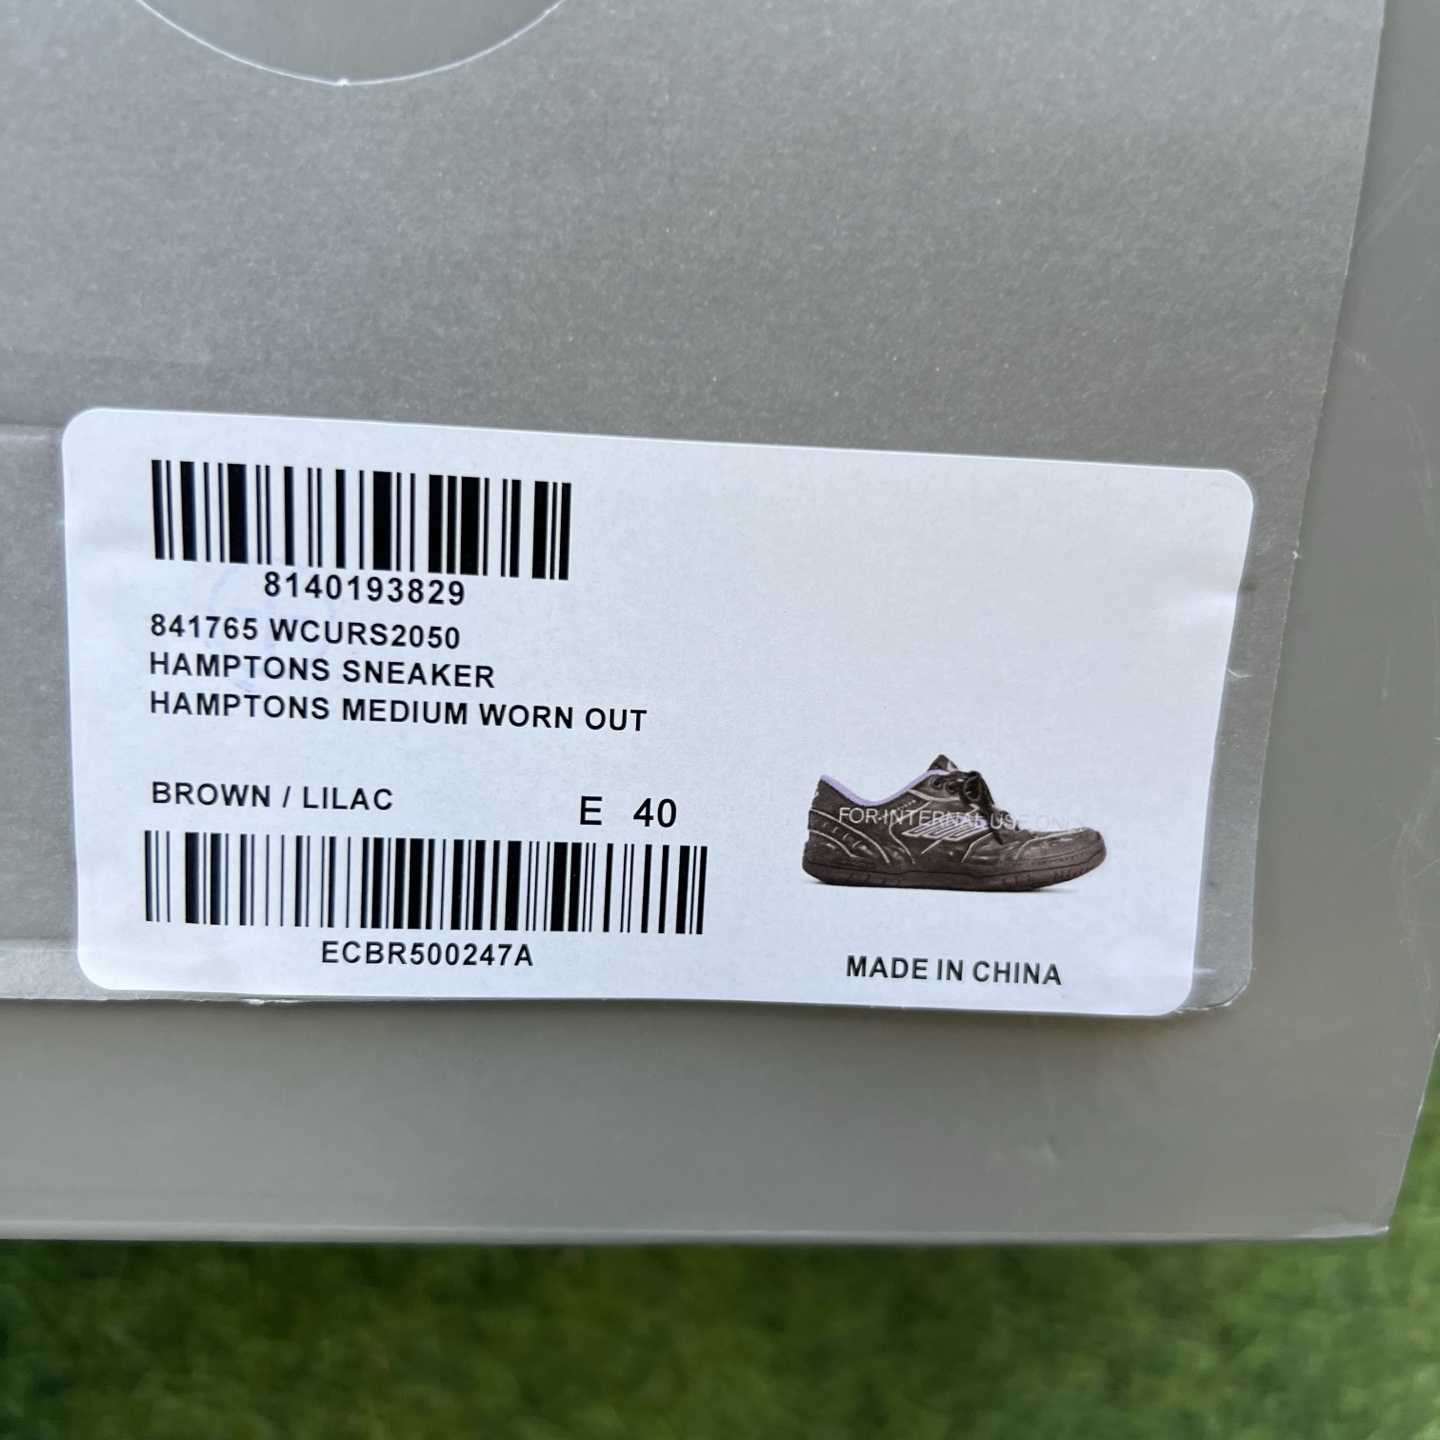 8140193829
841765 WCURS2050
HAMPTONS SNEAKER
HAMPTONS MEDIUM WORN OUT
BROWN / LILAC E 40
FOR INTERNAL USE ONLY
ECBR500247A
MADE IN CHINA